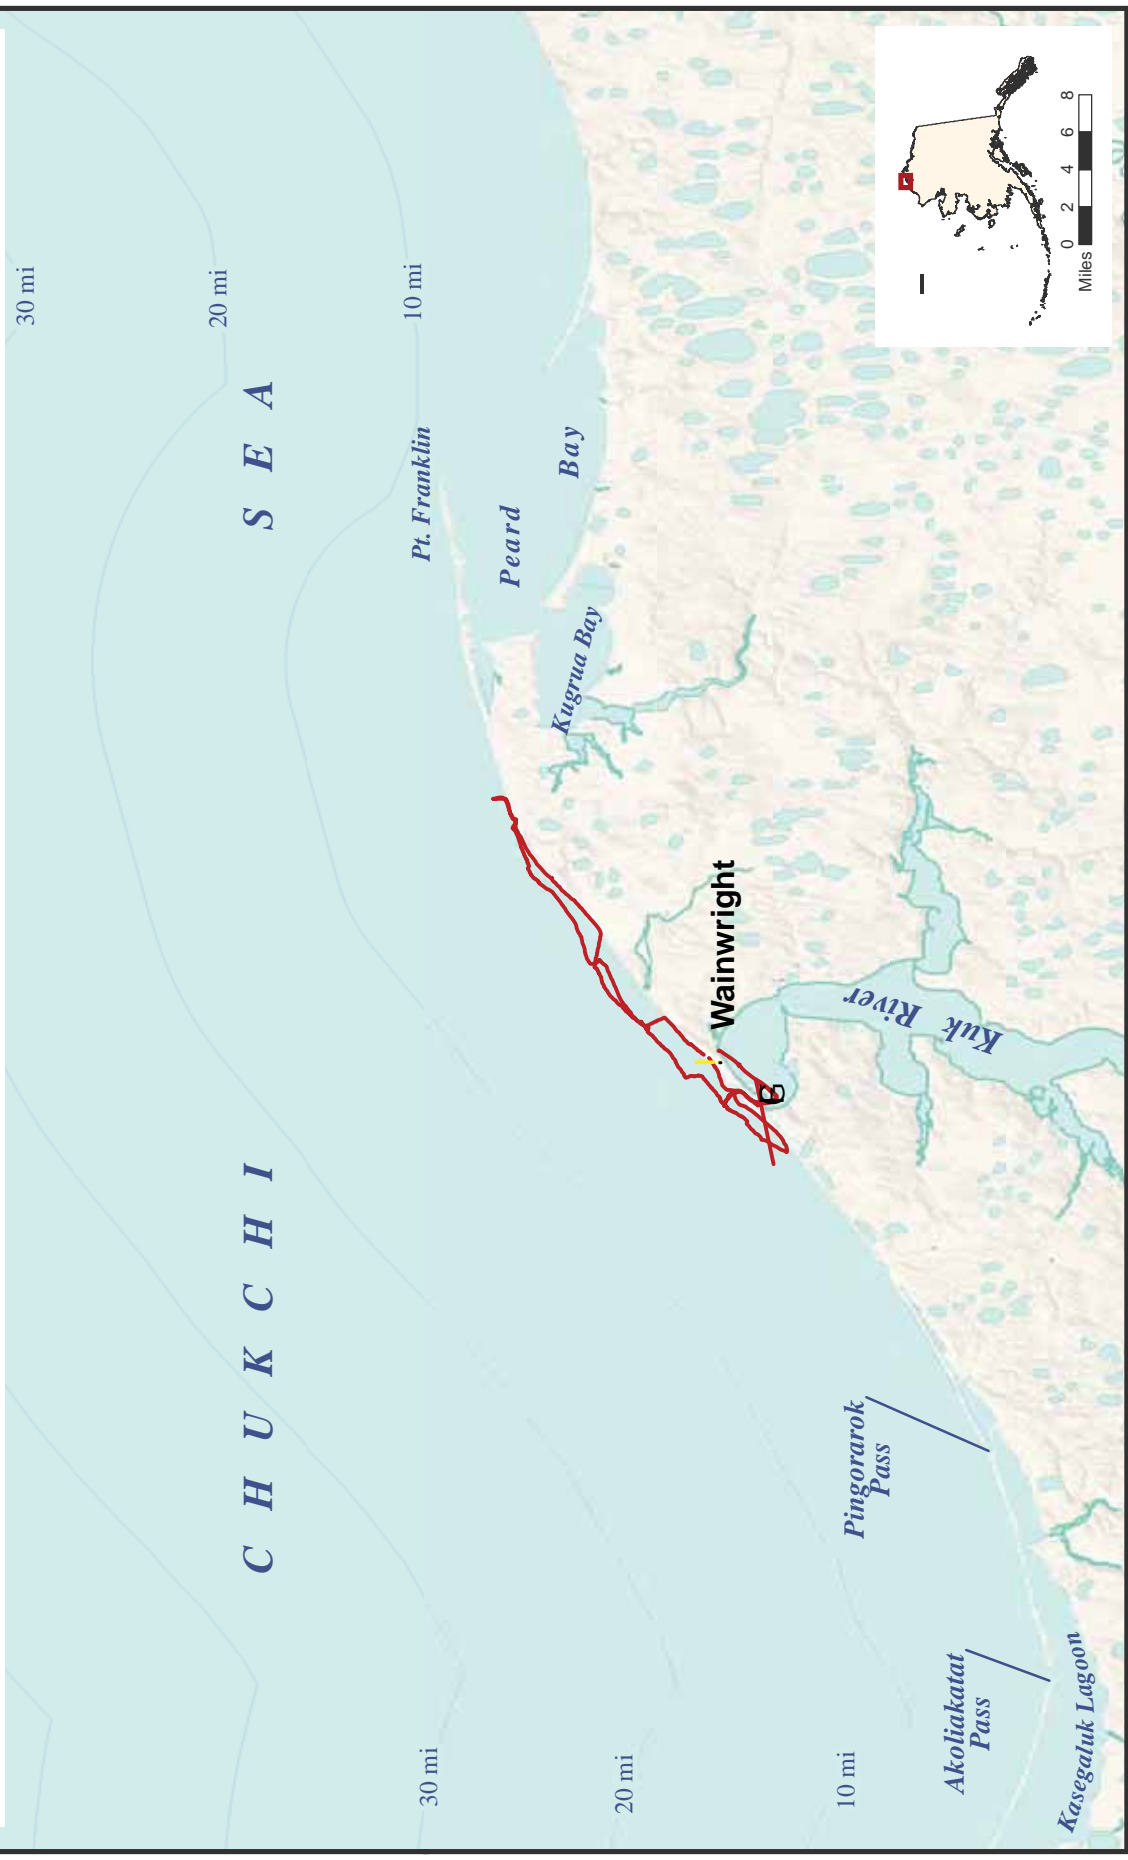 30 mi
20 mi
10 mi
C H U K C H I
S E A
Pt. Franklin
Peard
Bay
Kugrua Bay
Wainwright
Kuk River
Pingorarok
Pass
Akoliakatat
Pass
Kasegaluk Lagoon
30 mi
20 mi
10 mi
0 2 4 6 8
Miles